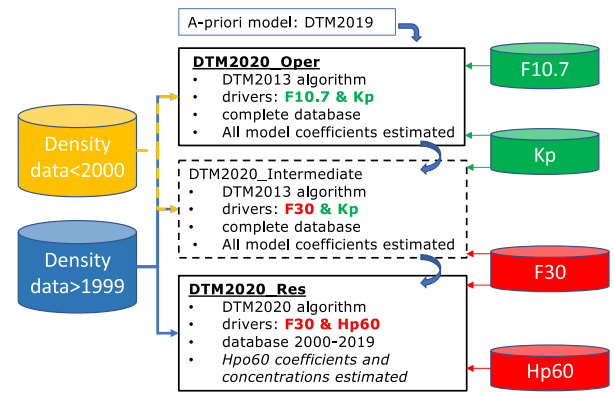 A-priori model: DTM2019
DTM2020_Oper
• DTM2013 algorithm
• drivers: F10.7 & Kp
• complete database
• All model coefficients estimated
DTM2020_Intermediate
• DTM2013 algorithm
• drivers: F30 & Kp
• complete database
• All model coefficients estimated
DTM2020_Res
• DTM2020 algorithm
• drivers: F30 & Hp60
• database 2000-2019
• Hpo60 coefficients and
concentrations estimated
Density
data<2000
Density
data>1999
F10.7
Kp
F30
Hp60